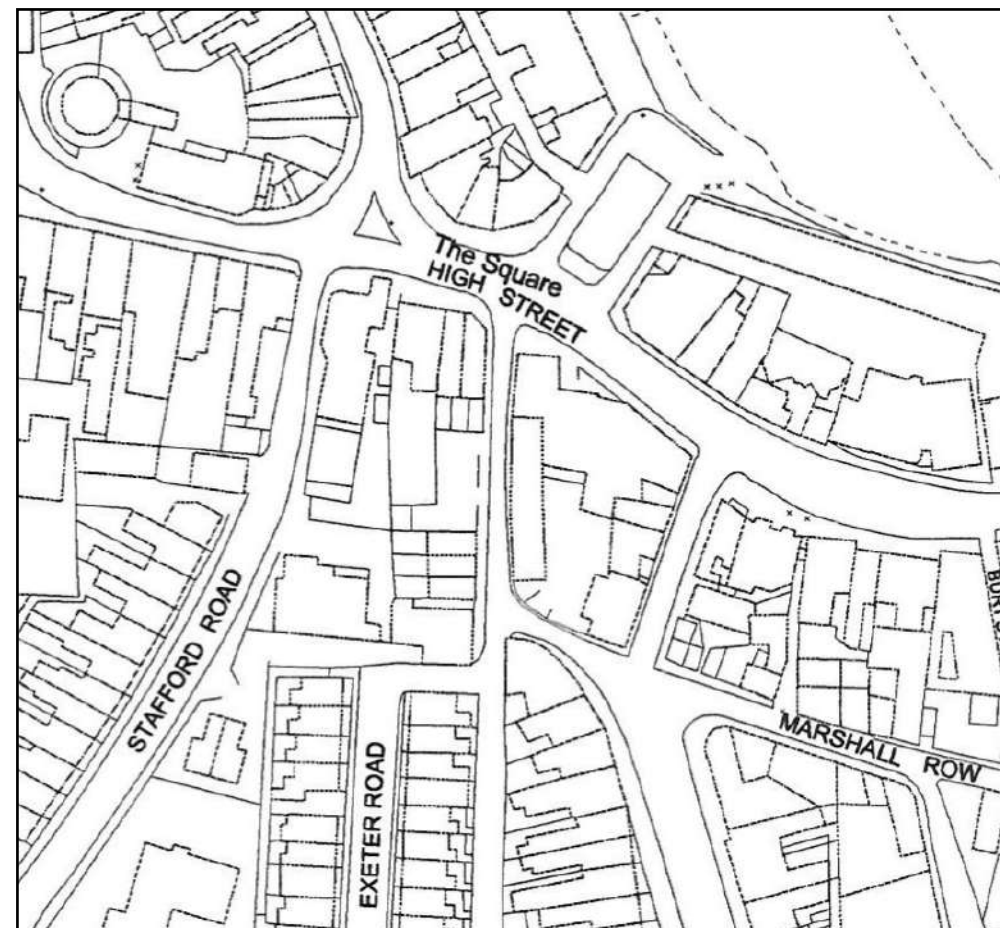 The Square
HIGH STREET
STAFFORD ROAD
EXETER ROAD
MARSHALL ROW